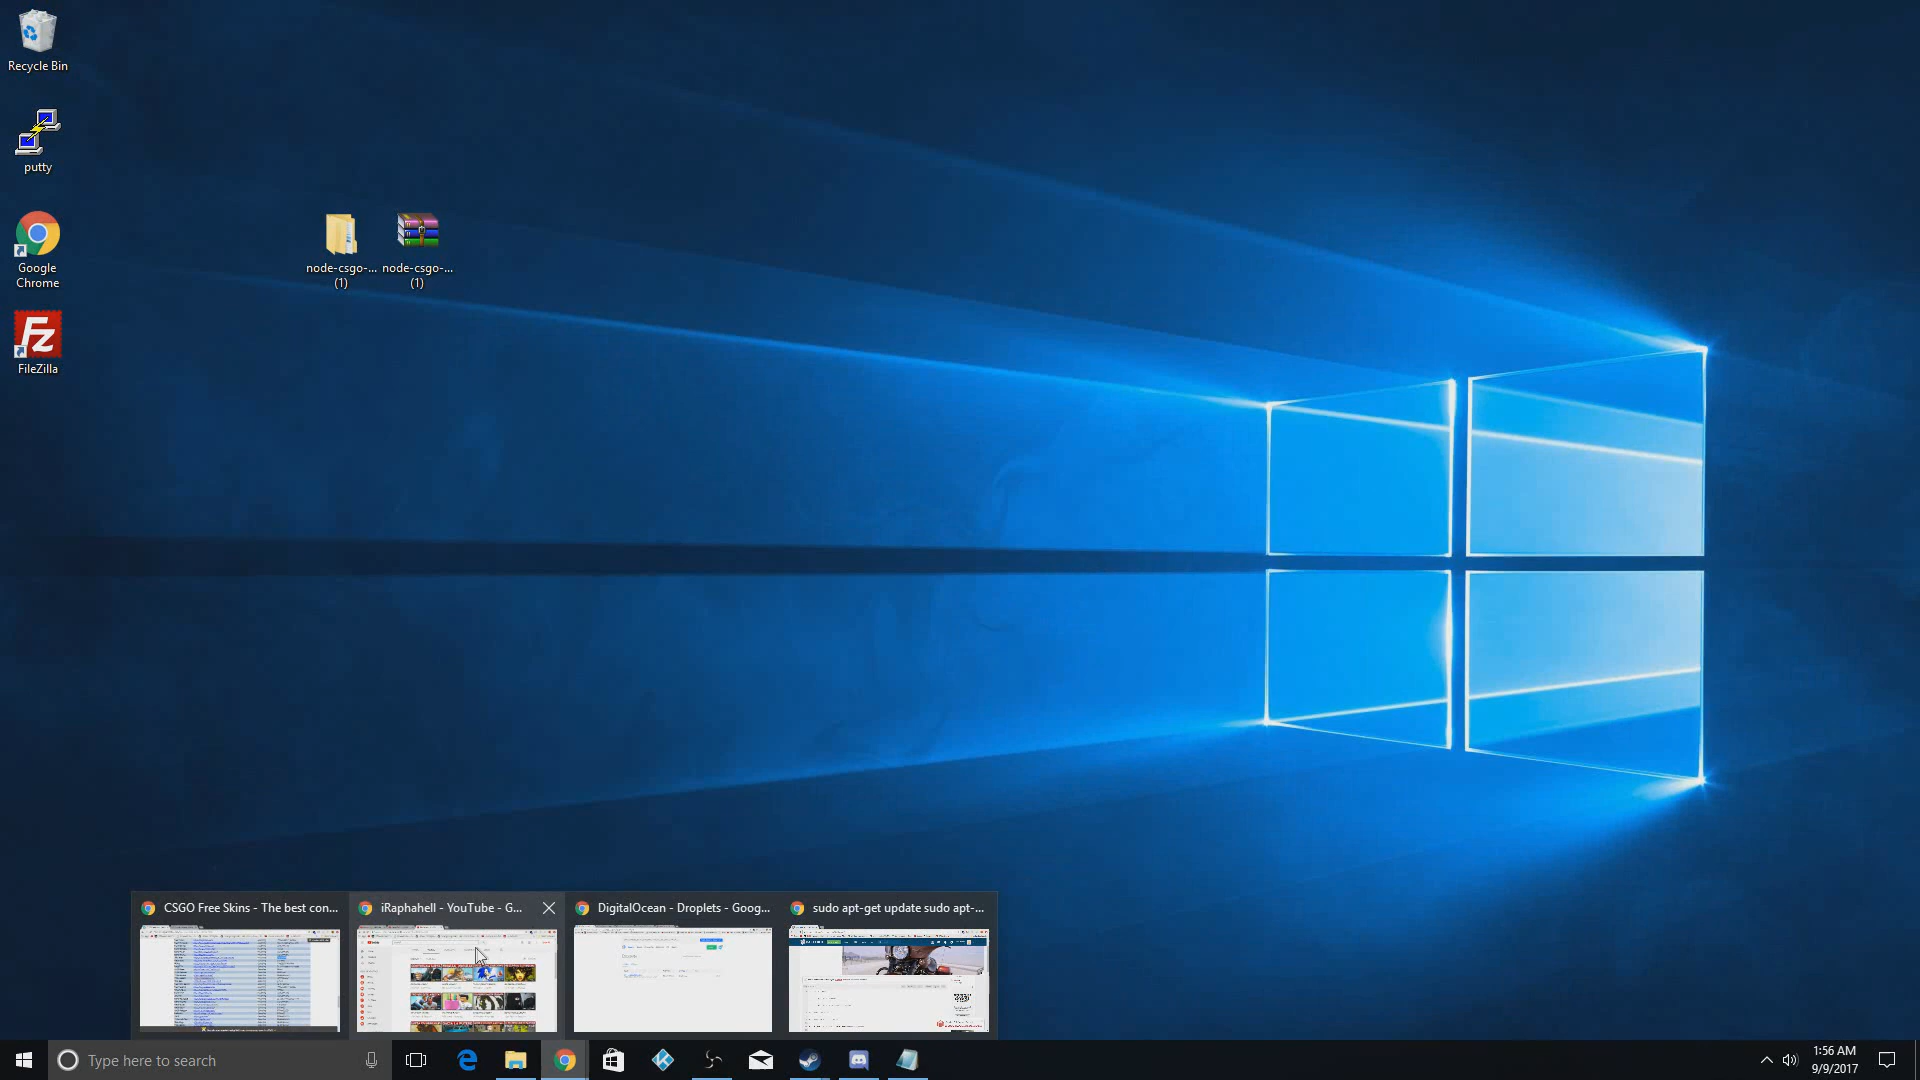 Recycle Bin
putty
Google
Chrome
FileZilla
node-csgo-...
(1)
node-csgo-...
(1)
CSGO Free Skins - The best con...
iRaphahell - YouTube - G...
DigitalOcean - Droplets - Goog...
sudo apt-get update sudo apt-...
Type here to search
1:56 AM
9/9/2017